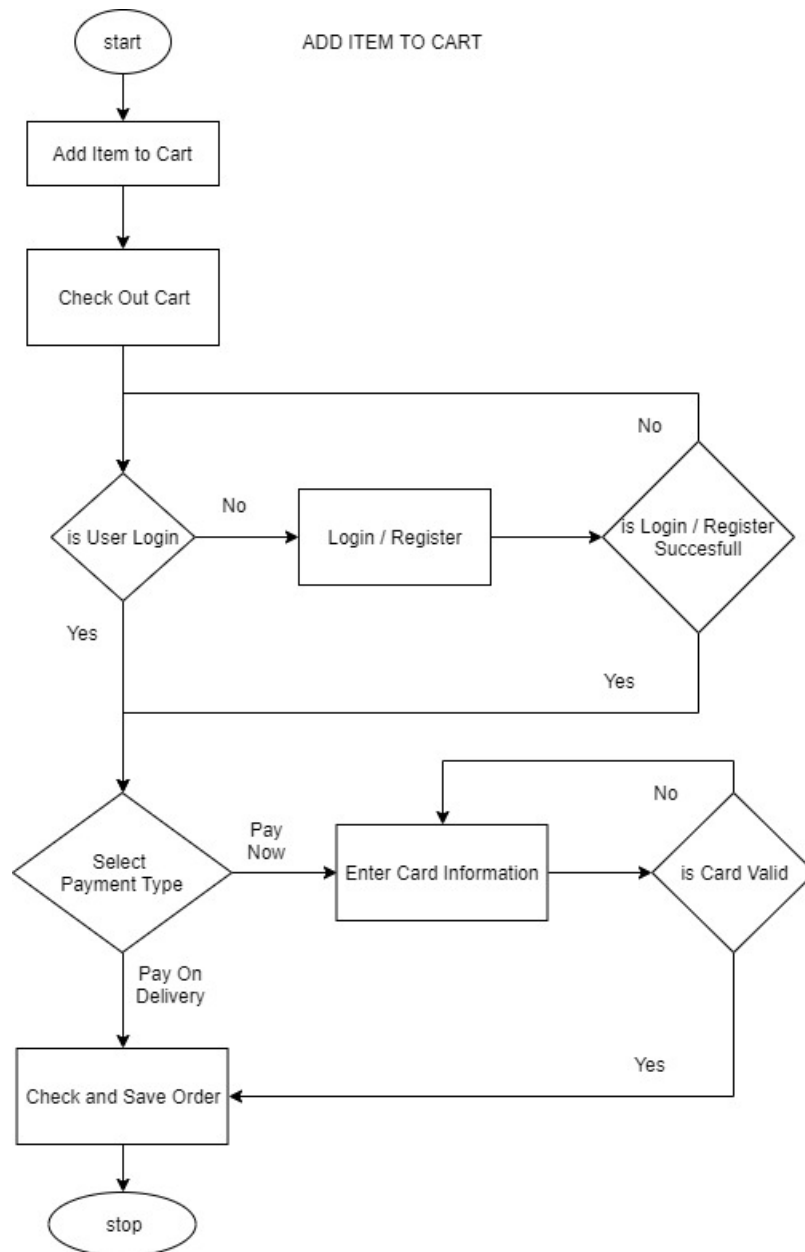 start
ADD ITEM TO CART
Add Item to Cart
Check Out Cart
No
No
is User Login
Login / Register
is Login / Register
Succesfull
Yes
Yes
No
Pay
Now
Select
Payment Type
Enter Card Information
is Card Valid
Pay On
Delivery
Yes
Check and Save Order
stop